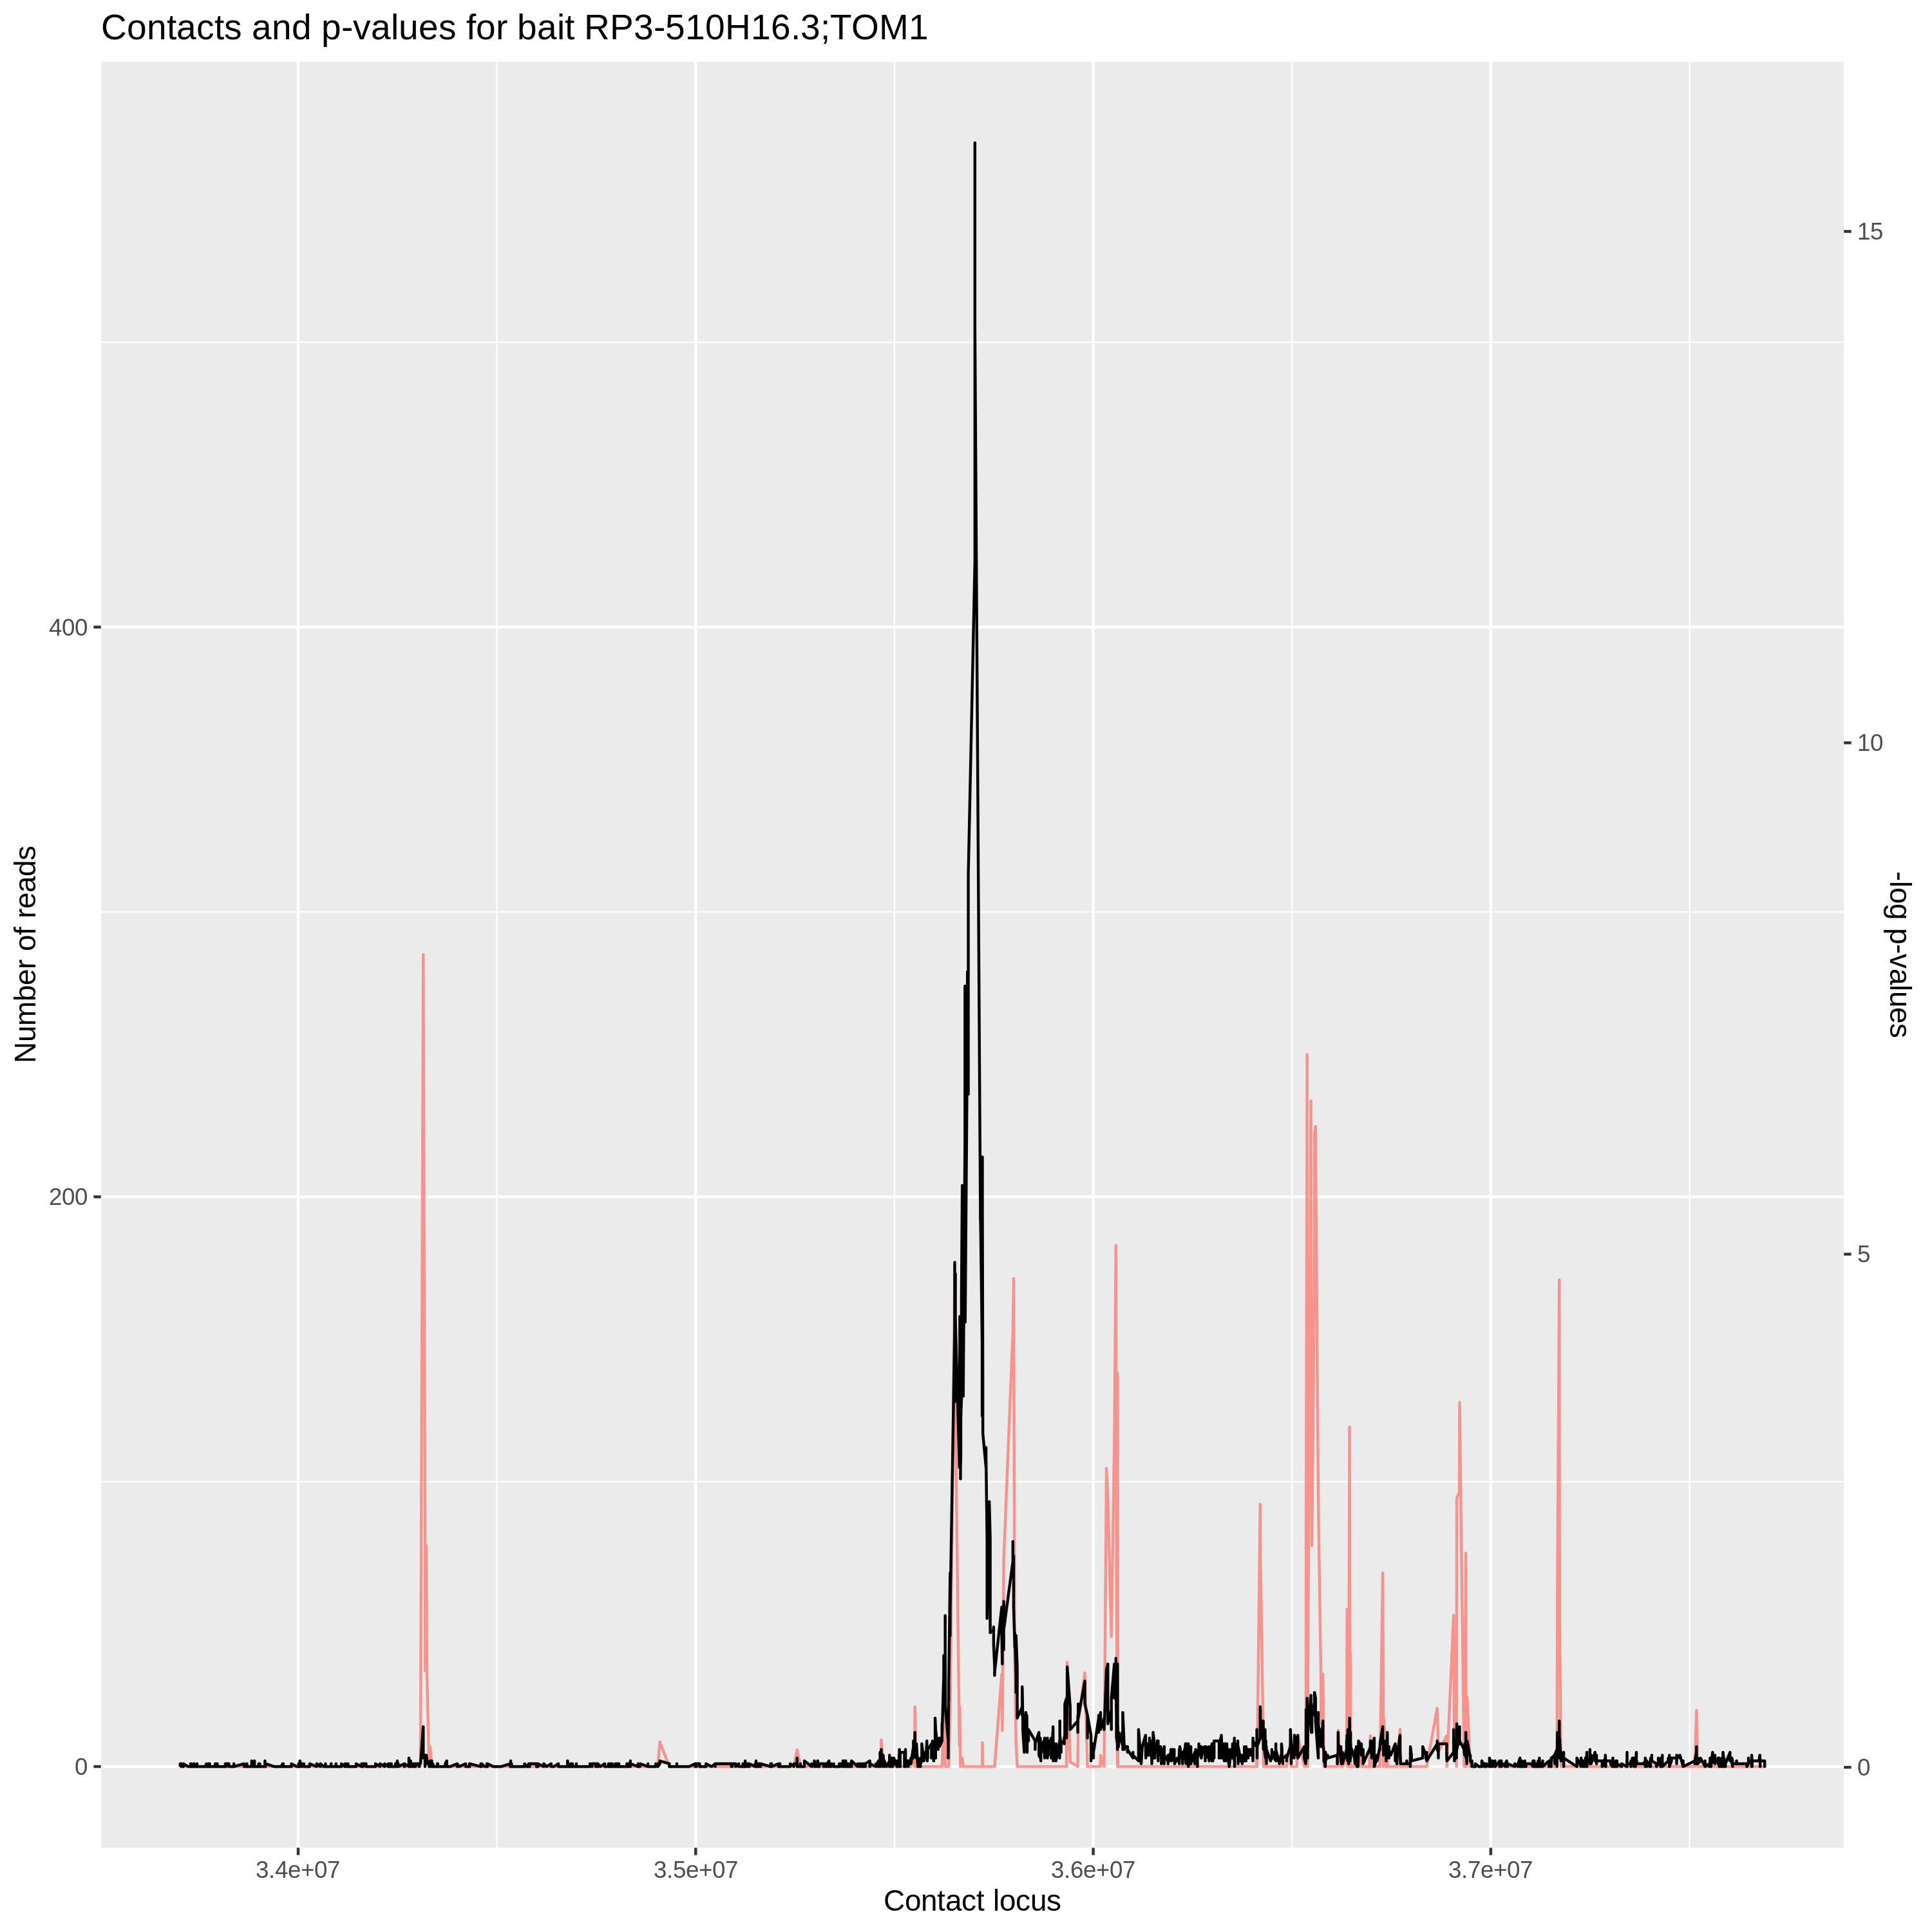 Contacts and p-values for bait RP3-510H16.3;TOM1
Number of reads
400
200
0
15
10
5
0
-log p-values
3.4e+07
3.5e+07
3.6e+07
3.7e+07
Contact locus